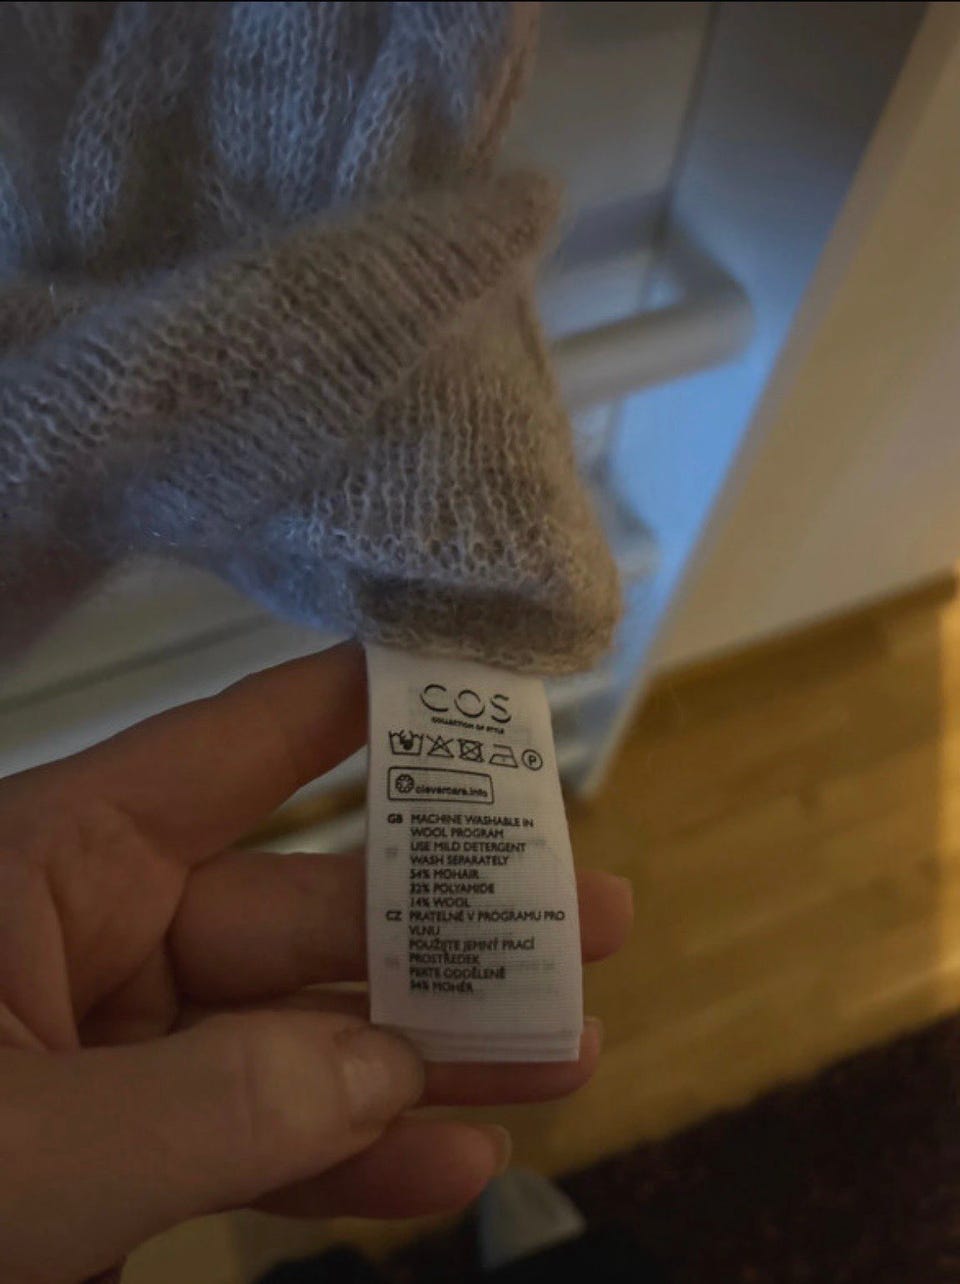 COS
COLLECTION OF STYLE
P
clevercare.info
GB MACHINE WASHABLE IN
WOOL PROGRAM
USE MILD DETERGENT
WASH SEPARATELY
54% MOHAIR
32% POLYAMIDE
14% WOOL
CZ PRATELNÉ V PROGRAMU PRO
VLNU
POUŽIJTE JEMNÝ PRACÍ
PROSTŘEDEK
PERTE ODDĚLENĚ
54% MOHÉR